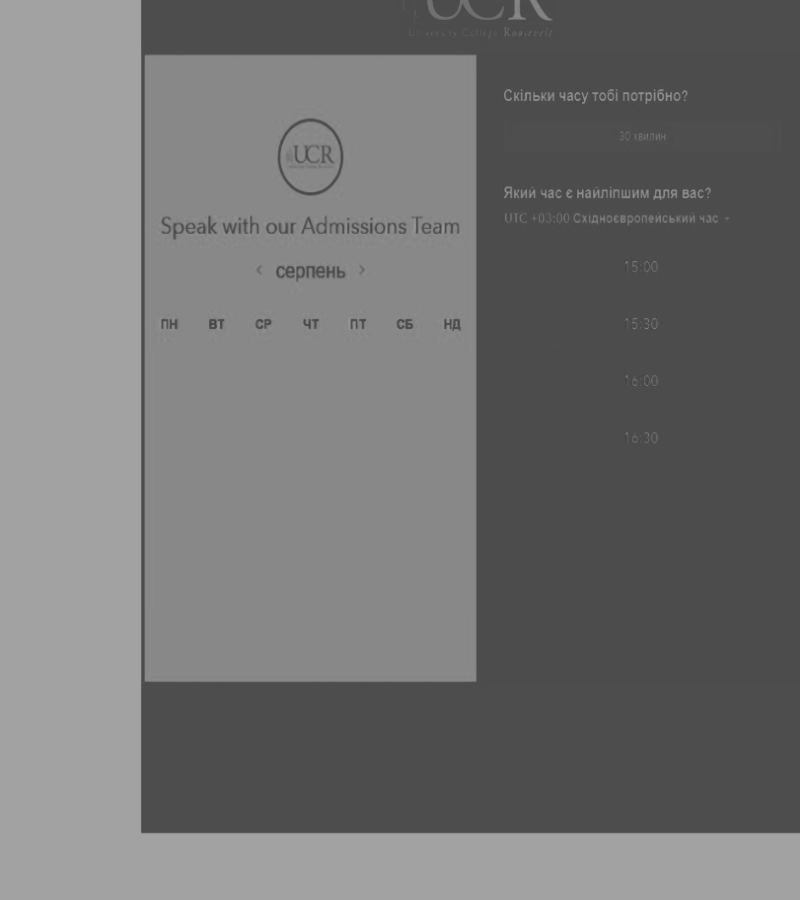 UCR
University College Roosevelt
UCR
Speak with our Admissions Team
‹ серпень ›
ПН ВТ СР ЧТ ПТ СБ НД
Скільки часу тобі потрібно?
30 хвилин
Який час є найліпшим для вас?
UTC +03:00 Східноєвропейський час
15:00
15:30
16:00
16:30